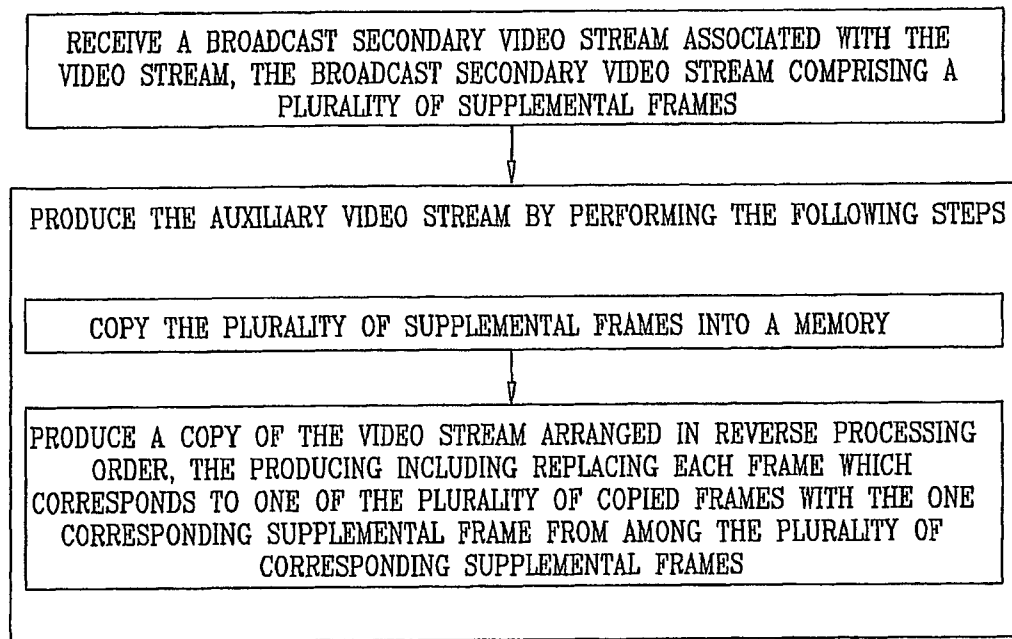 RECEIVE A BROADCAST SECONDARY VIDEO STREAM ASSOCIATED WITH THE
VIDEO STREAM, THE BROADCAST SECONDARY VIDEO STREAM COMPRISING A
PLURALITY OF SUPPLEMENTAL FRAMES
PRODUCE THE AUXILIARY VIDEO STREAM BY PERFORMING THE FOLLOWING STEPS
COPY THE PLURALITY OF SUPPLEMENTAL FRAMES INTO A MEMORY
PRODUCE A COPY OF THE VIDEO STREAM ARRANGED IN REVERSE PROCESSING
ORDER, THE PRODUCING INCLUDING REPLACING EACH FRAME WHICH
CORRESPONDS TO ONE OF THE PLURALITY OF COPIED FRAMES WITH THE ONE
CORRESPONDING SUPPLEMENTAL FRAME FROM AMONG THE PLURALITY OF
CORRESPONDING SUPPLEMENTAL FRAMES